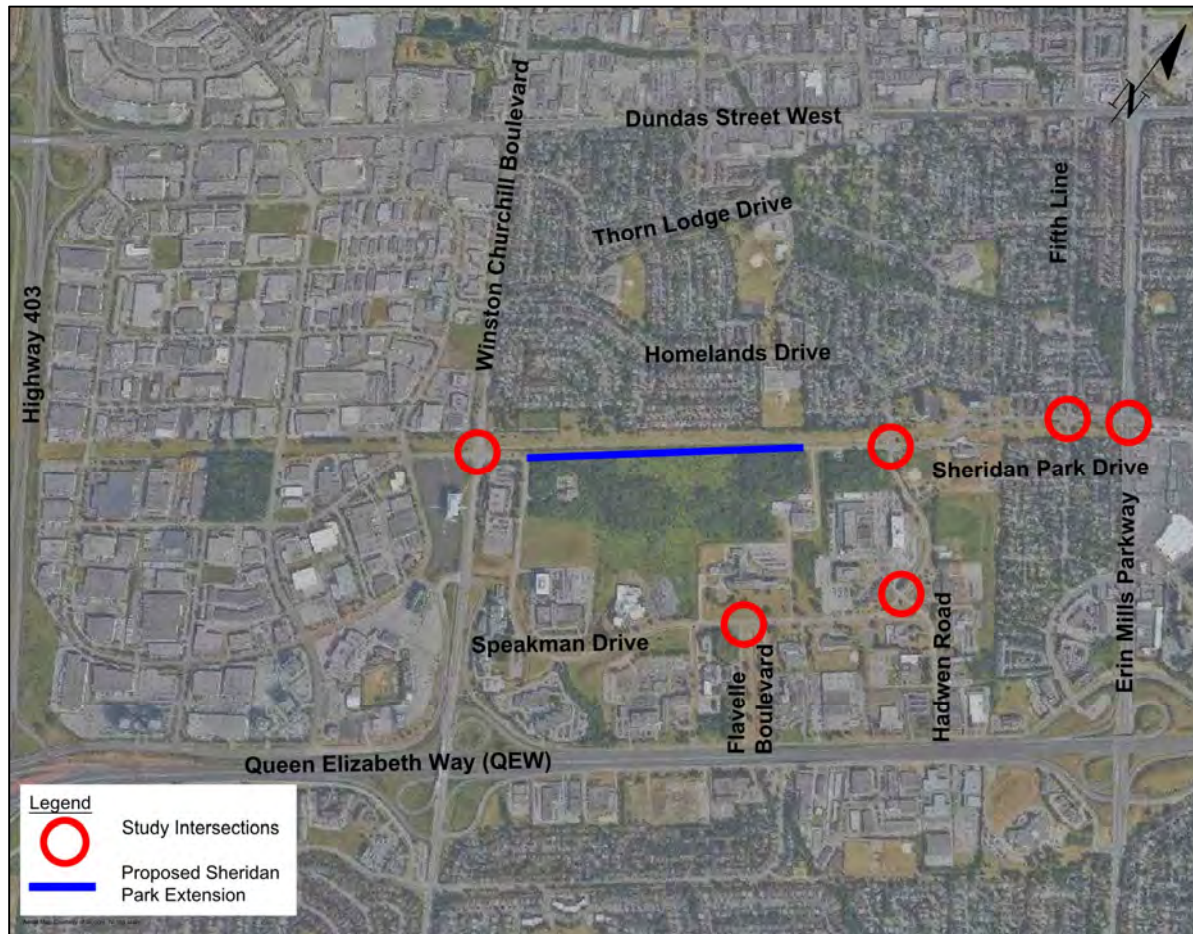 N
Dundas Street West
Winston Churchill Boulevard
Fifth Line
Thorn Lodge Drive
Highway 403
Homelands Drive
Sheridan Park Drive
Erin Mills Parkway
Speakman Drive
Hadwen Road
Flavelle
Boulevard
Queen Elizabeth Way (QEW)
Legend
Study Intersections
Proposed Sheridan
Park Extension